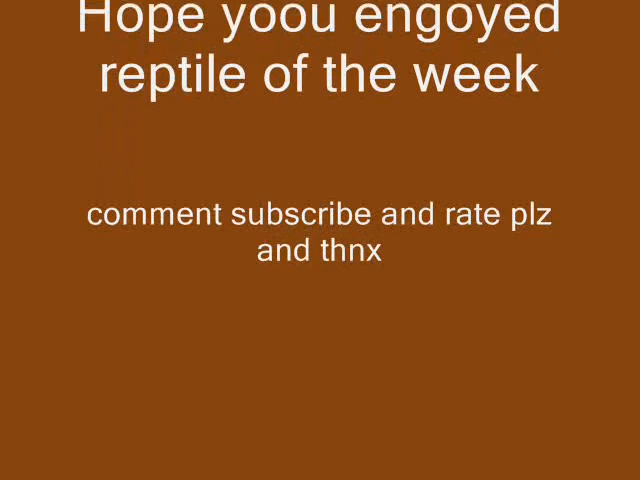 Hope yoou engoyed
reptile of the week
comment subscribe and rate plz
and thnx